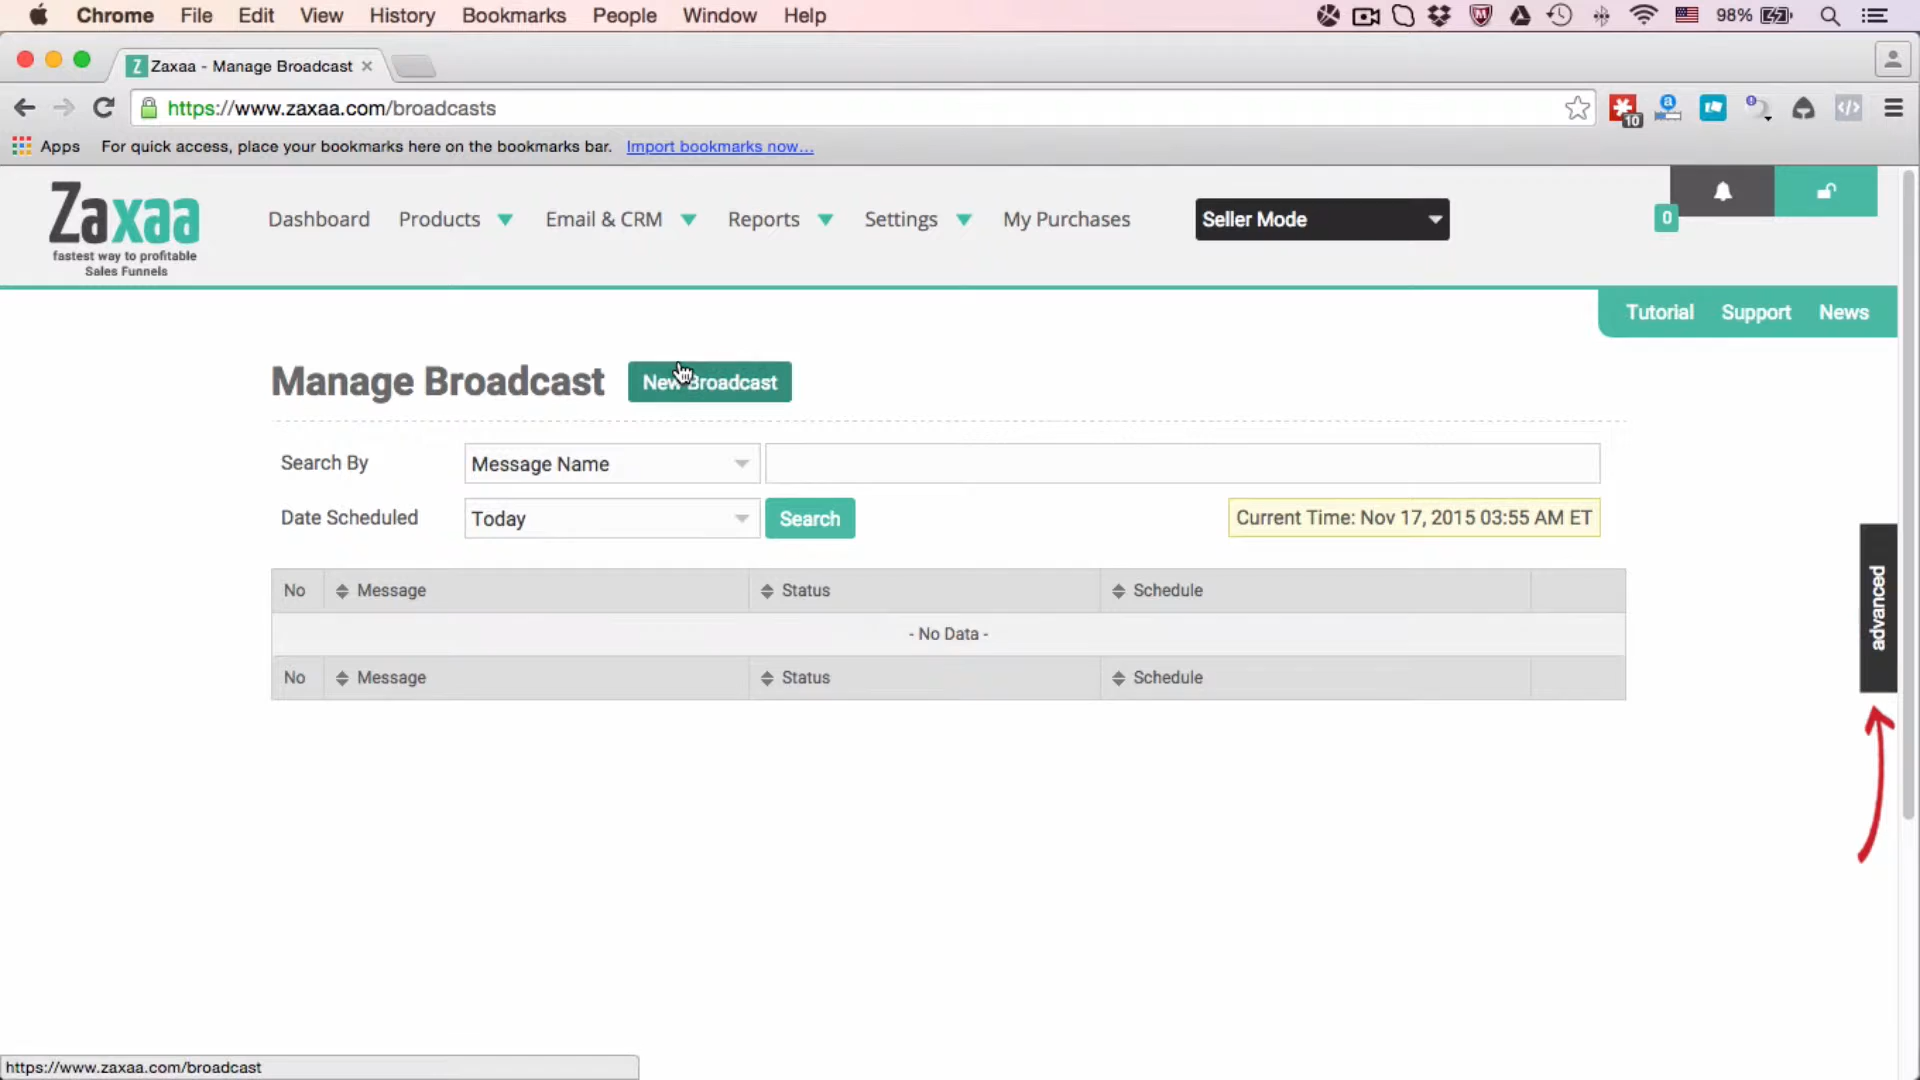 Chrome File Edit View History Bookmarks People Window Help 98%
Zaxaa - Manage Broadcast
https://www.zaxaa.com/broadcasts
10
Apps For quick access, place your bookmarks here on the bookmarks bar. Import bookmarks now...
Zaxaa
fastest way to profitable
Sales Funnels
Dashboard Products Email & CRM Reports Settings My Purchases Seller Mode 0
Tutorial Support News
Manage Broadcast New Broadcast
Search By Message Name
Date Scheduled Today Search Current Time: Nov 17, 2015 03:55 AM ET
No Message Status Schedule
- No Data -
No Message Status Schedule
advanced
https://www.zaxaa.com/broadcast